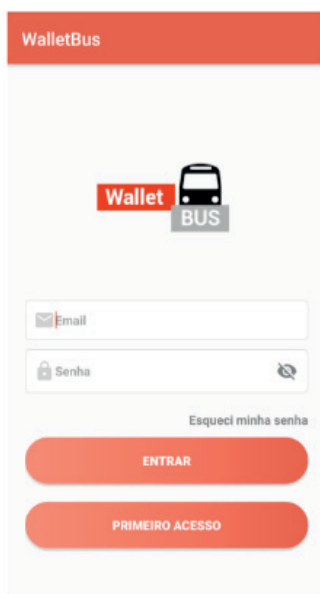 WalletBus
Wallet
BUS
Email
Senha
Esqueci minha senha
ENTRAR
PRIMEIRO ACESSO